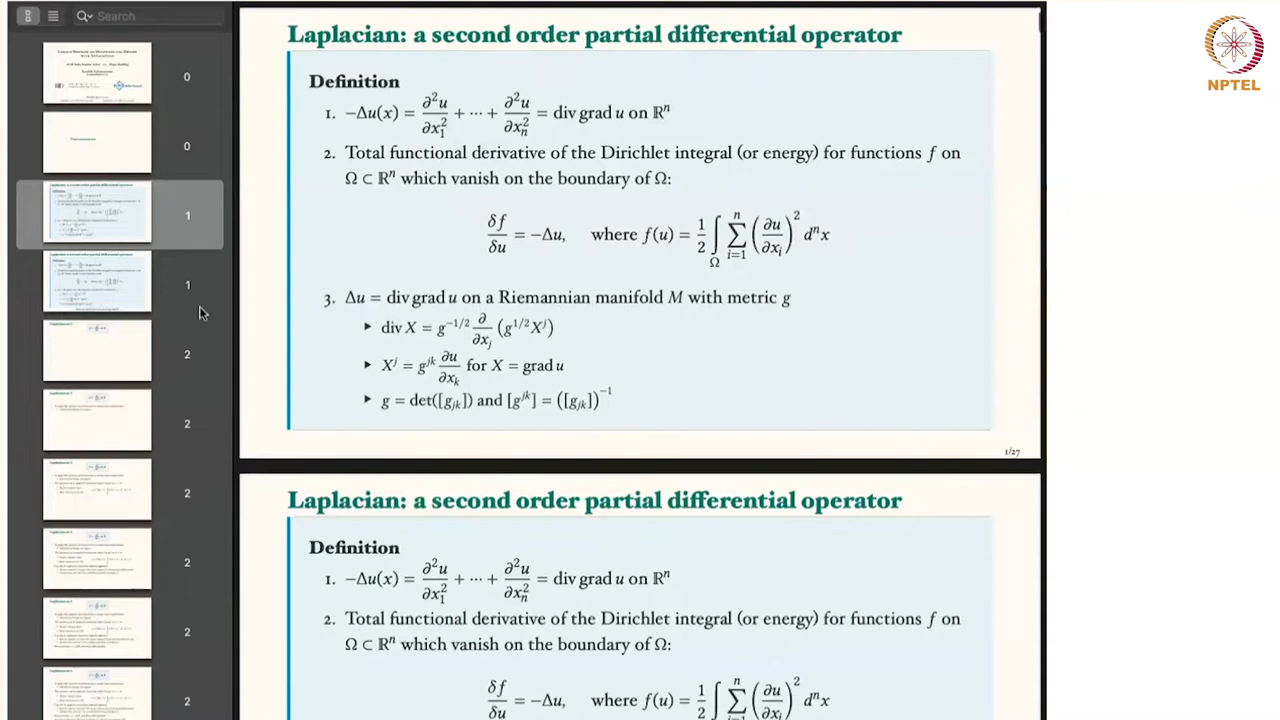 Search
NPTEL
0
0
1
1
2
2
2
2
2
2
Laplacian: a second order partial differential operator
Definition
1. −Δu(x) = ∂²u/∂x₁² + ⋯ + ∂²u/∂xₙ² = div grad u on ℝⁿ
2. Total functional derivative of the Dirichlet integral (or energy) for functions f on
Ω ⊂ ℝⁿ which vanish on the boundary of Ω:
δf/δu = −Δu, where f(u) = 1/2 ∫_Ω ∑_{i=1}^{n} (∂u/∂xᵢ)² dⁿx
3. Δu = div grad u on a Riemannian manifold M with metric g
▸ div X = g^{−1/2} ∂/∂xⱼ (g^{1/2}X^j)
▸ X^j = g^{jk} ∂u/∂xₖ for X = grad u
▸ g = det([g_{jk}]) and [g^{jk}] = ([g_{jk}])^{−1}
1/27
Laplacian: a second order partial differential operator
Definition
1. −Δu(x) = ∂²u/∂x₁² + ⋯ + ∂²u/∂xₙ² = div grad u on ℝⁿ
2. Total functional derivative of the Dirichlet integral (or energy) for functions f on
Ω ⊂ ℝⁿ which vanish on the boundary of Ω:
δf/δu = −Δu, where f(u) = 1/2 ∫ ∑ (∂u/∂xᵢ)² dⁿx